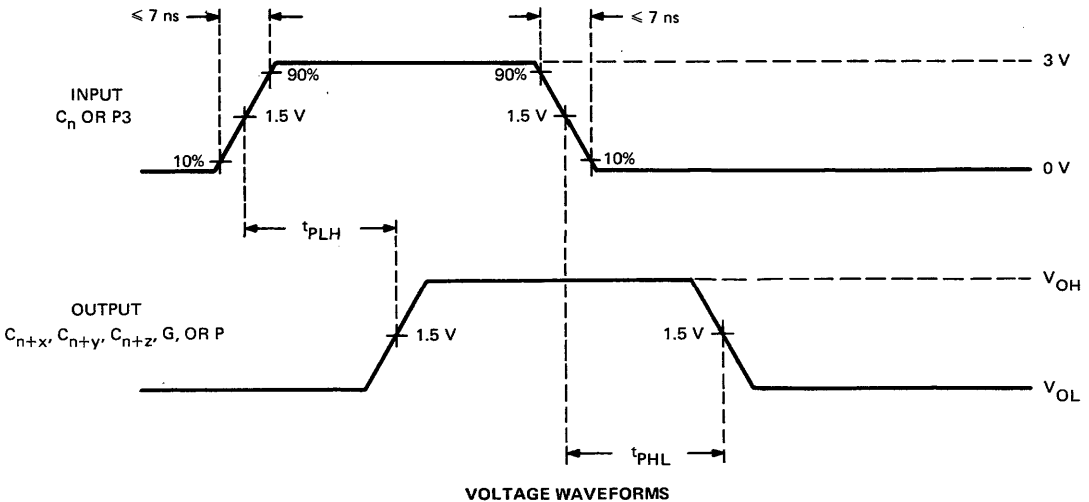 ≤ 7 ns
≤ 7 ns
90%
90%
3 V
INPUT
Cn OR P3
1.5 V
1.5 V
10%
10%
0 V
tPLH
VOH
OUTPUT
Cn+x, Cn+y, Cn+z, G, OR P
1.5 V
1.5 V
VOL
tPHL
VOLTAGE WAVEFORMS